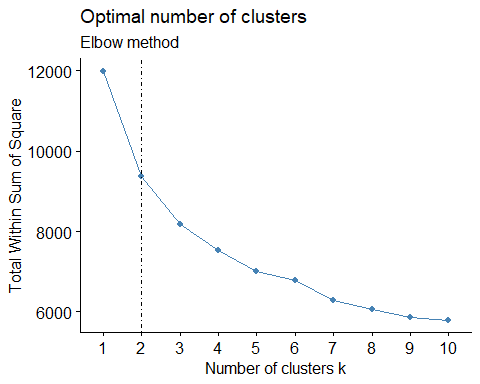 Optimal number of clusters
Elbow method
Total Within Sum of Square
12000
10000
8000
6000
1 2 3 4 5 6 7 8 9 10
Number of clusters k